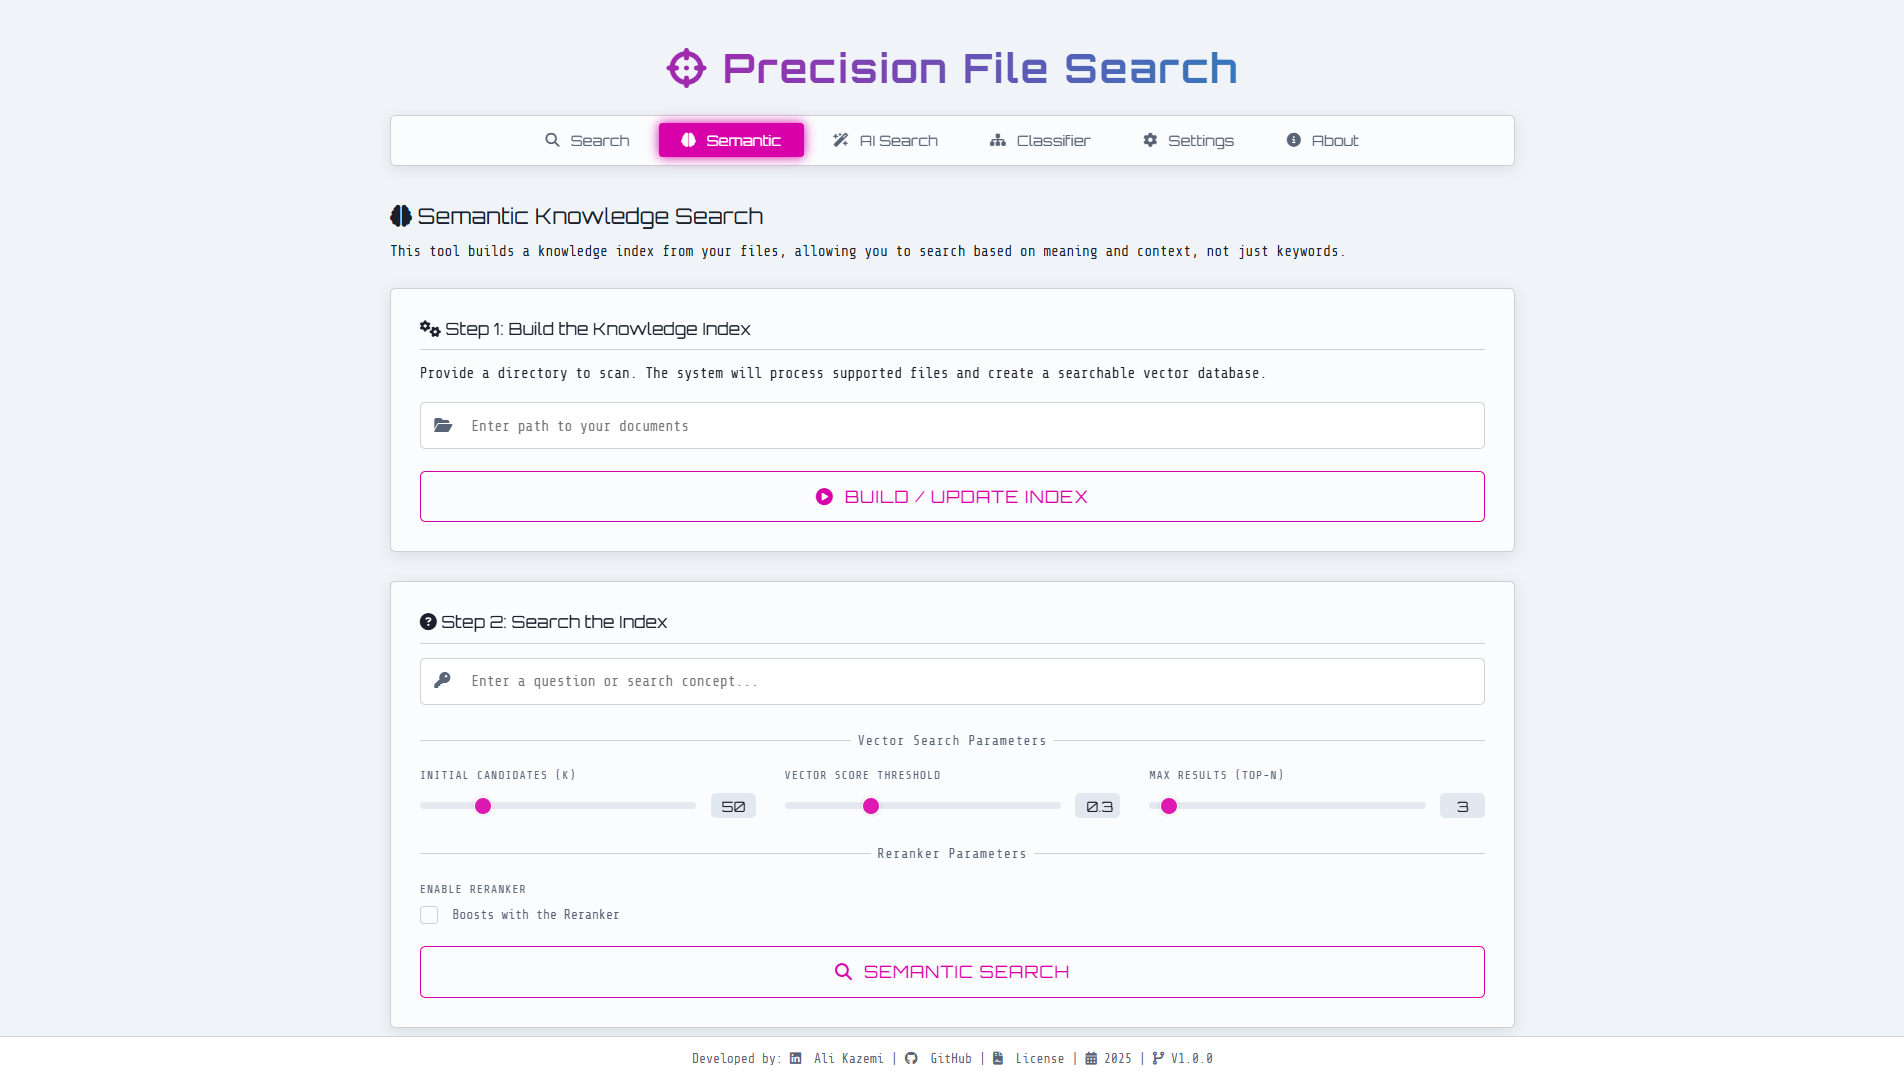 Precision File Search
Search Semantic AI Search Classifier Settings About
Semantic Knowledge Search
This tool builds a knowledge index from your files, allowing you to search based on meaning and context, not just keywords.
Step 1: Build the Knowledge Index
Provide a directory to scan. The system will process supported files and create a searchable vector database.
Enter path to your documents
BUILD / UPDATE INDEX
Step 2: Search the Index
Enter a question or search concept...
Vector Search Parameters
INITIAL CANDIDATES (K) VECTOR SCORE THRESHOLD MAX RESULTS (TOP-N)
50 0.3 3
Reranker Parameters
ENABLE RERANKER
Boosts with the Reranker
SEMANTIC SEARCH
Developed by: Ali Kazemi | GitHub | License | 2025 | V1.0.0